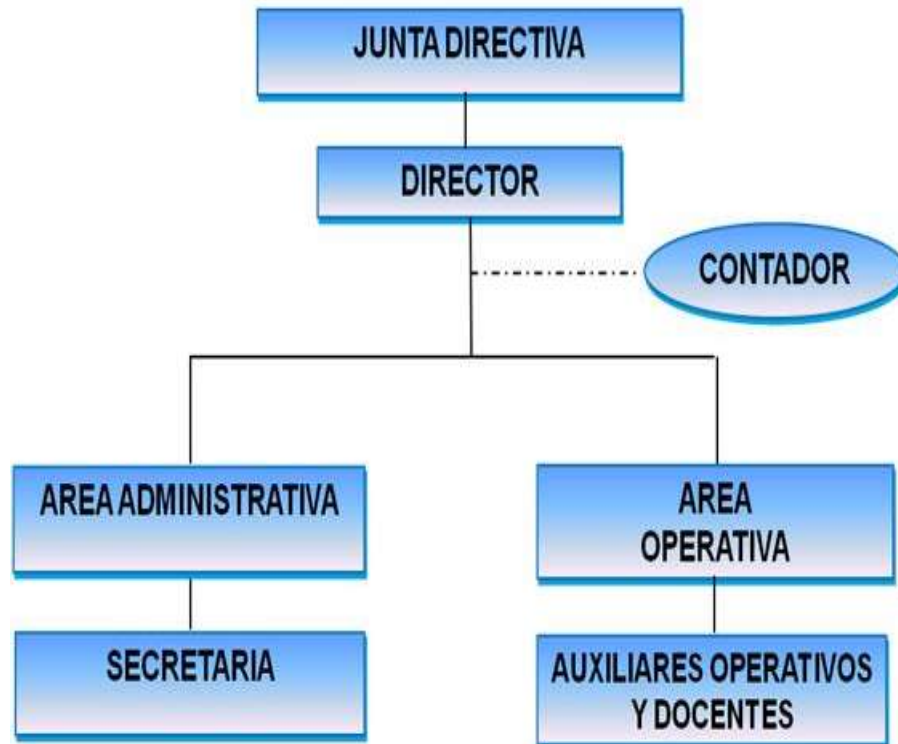 JUNTA DIRECTIVA
DIRECTOR
CONTADOR
AREA ADMINISTRATIVA
AREA
OPERATIVA
SECRETARIA
AUXILIARES OPERATIVOS
Y DOCENTES